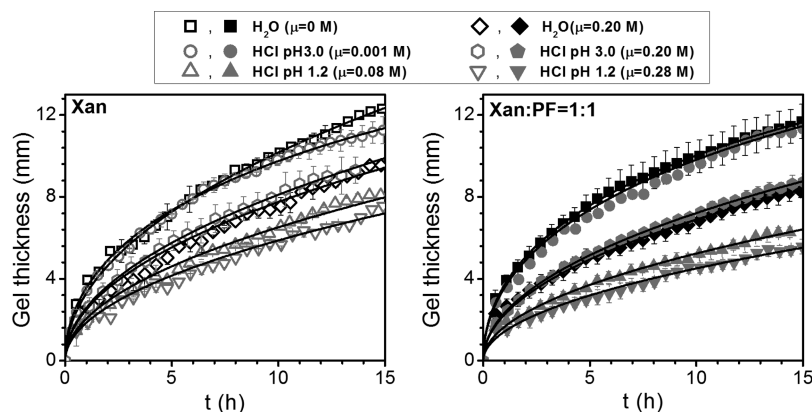 , H₂O (μ=0 M) , H₂O(μ=0.20 M)
, HCl pH3.0 (μ=0.001 M) , HCl pH 3.0 (μ=0.20 M)
, HCl pH 1.2 (μ=0.08 M) , HCl pH 1.2 (μ=0.28 M)
Xan
Gel thickness (mm)
12
8
4
0
0 5 10 15
t (h)
Xan:PF=1:1
Gel thickness (mm)
12
8
4
0
0 5 10 15
t (h)